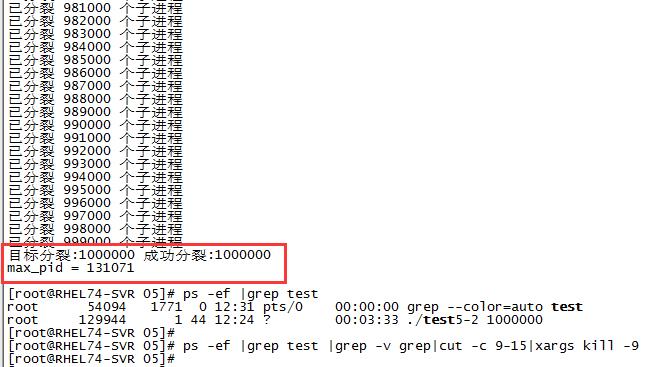 已分裂 981000 个子进程
已分裂 982000 个子进程
已分裂 983000 个子进程
已分裂 984000 个子进程
已分裂 985000 个子进程
已分裂 986000 个子进程
已分裂 987000 个子进程
已分裂 988000 个子进程
已分裂 989000 个子进程
已分裂 990000 个子进程
已分裂 991000 个子进程
已分裂 992000 个子进程
已分裂 993000 个子进程
已分裂 994000 个子进程
已分裂 995000 个子进程
已分裂 996000 个子进程
已分裂 997000 个子进程
已分裂 998000 个子进程
已分裂 999000 个子进程
目标分裂:1000000 成功分裂:1000000
max_pid = 131071
[root@RHEL74-SVR 05]# ps -ef |grep test
root 54094 1771 0 12:31 pts/0 00:00:00 grep --color=auto test
root 129944 1 44 12:24 ? 00:03:33 ./test5-2 1000000
[root@RHEL74-SVR 05]#
[root@RHEL74-SVR 05]# ps -ef |grep test |grep -v grep|cut -c 9-15|xargs kill -9
[root@RHEL74-SVR 05]#